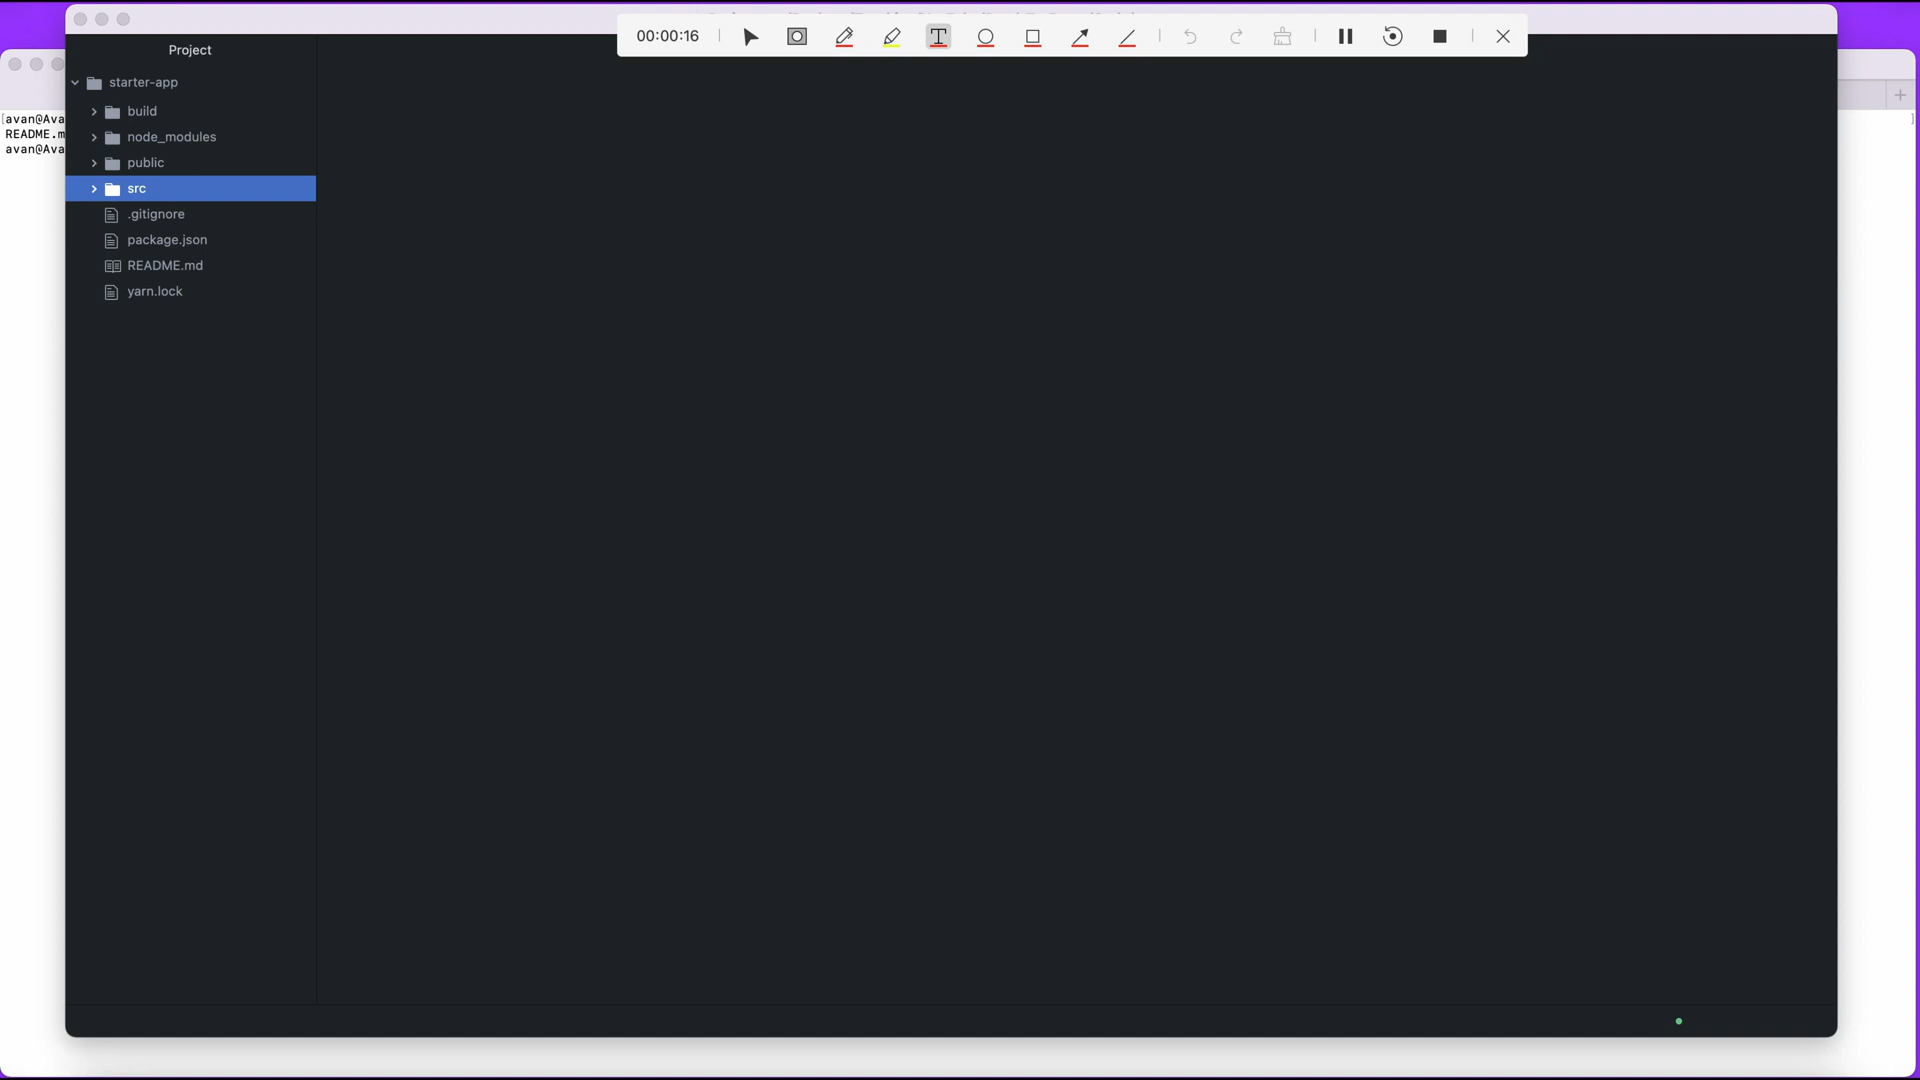 00:00:16
Project
starter-app
build
node_modules
public
src
.gitignore
package.json
README.md
yarn.lock
[avan@Ava
README.m
avan@Ava
]